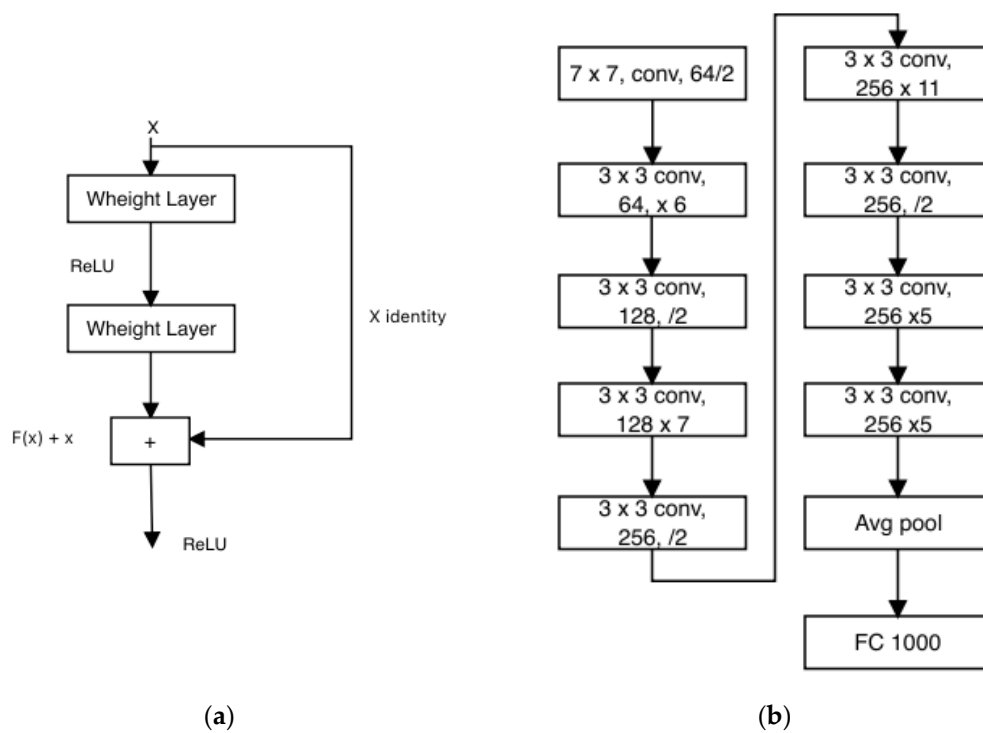 X
Wheight Layer
ReLU
Wheight Layer
X identity
F(x) + x
+
ReLU
(a)
7 x 7, conv, 64/2
3 x 3 conv,
64, x 6
3 x 3 conv,
128, /2
3 x 3 conv,
128 x 7
3 x 3 conv,
256, /2
3 x 3 conv,
256 x 11
3 x 3 conv,
256, /2
3 x 3 conv,
256 x5
3 x 3 conv,
256 x5
Avg pool
FC 1000
(b)